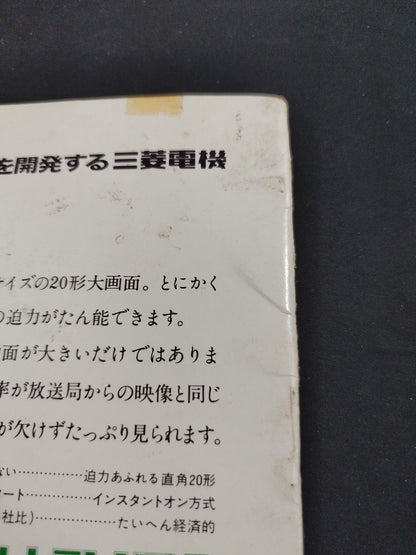 を開発する三菱電機
イズの20形大画面。とにかく
の迫力がたん能できます。
面が大きいだけではありま
率が放送局からの映像と同じ
が欠けずたっぷり見られます。
ない……………迫力あふれる直角20形
ート……………インスタントオン方式
社比)……………たいへん経済的